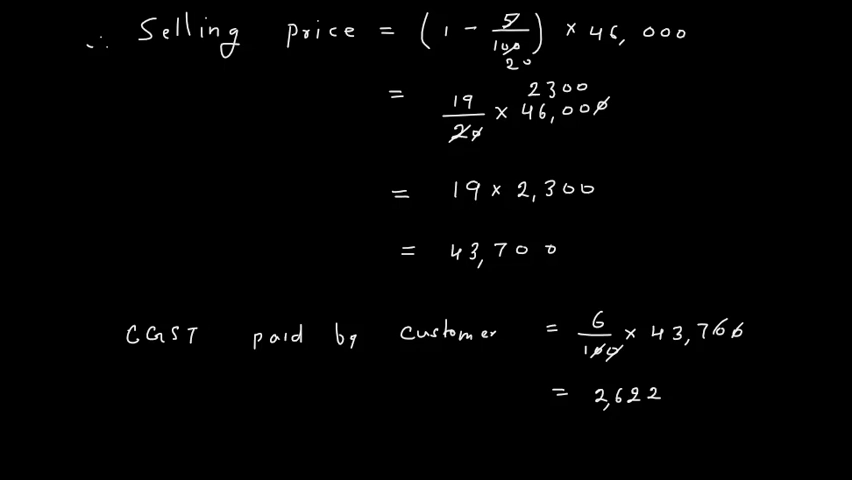 ∴ Selling price = (1 - 5/100) × 46,000
20
2300
= 19/20 × 46,000
= 19 × 2,300
= 43,700
CGST paid by customer = 6/100 × 43,700
= 2,622